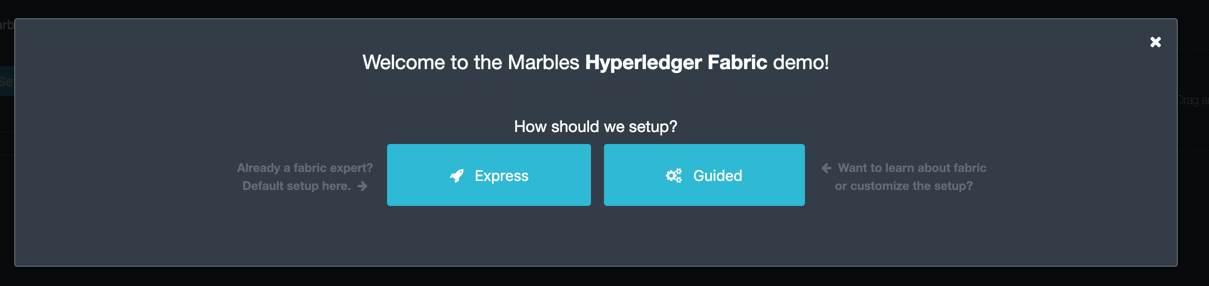 Welcome to the Marbles Hyperledger Fabric demo!
How should we setup?
Already a fabric expert?
Default setup here.
Express
Guided
Want to learn about fabric
or customize the setup?
Drag